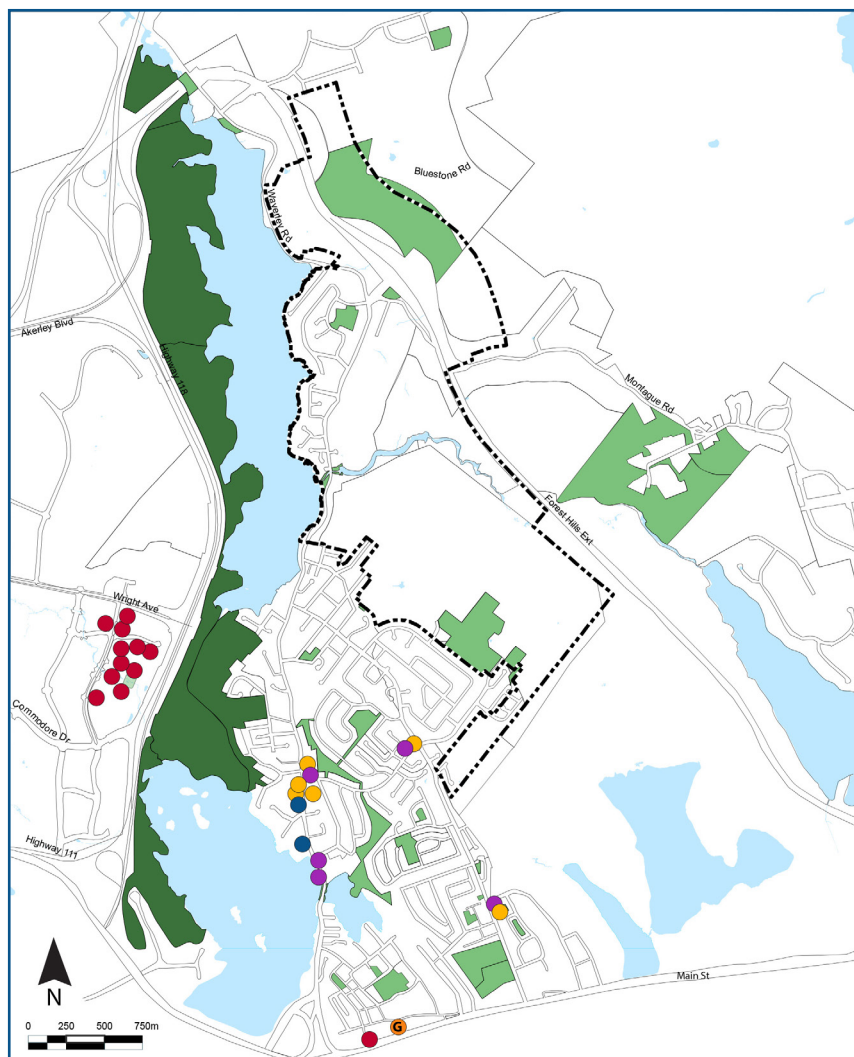 Bluestone Rd
Waverley Rd
Akerley Blvd
Highway 118
Montague Rd
Forest Hills Ext
Wright Ave
Commodore Dr
Highway 111
Main St
N
G
0 250 500 750m